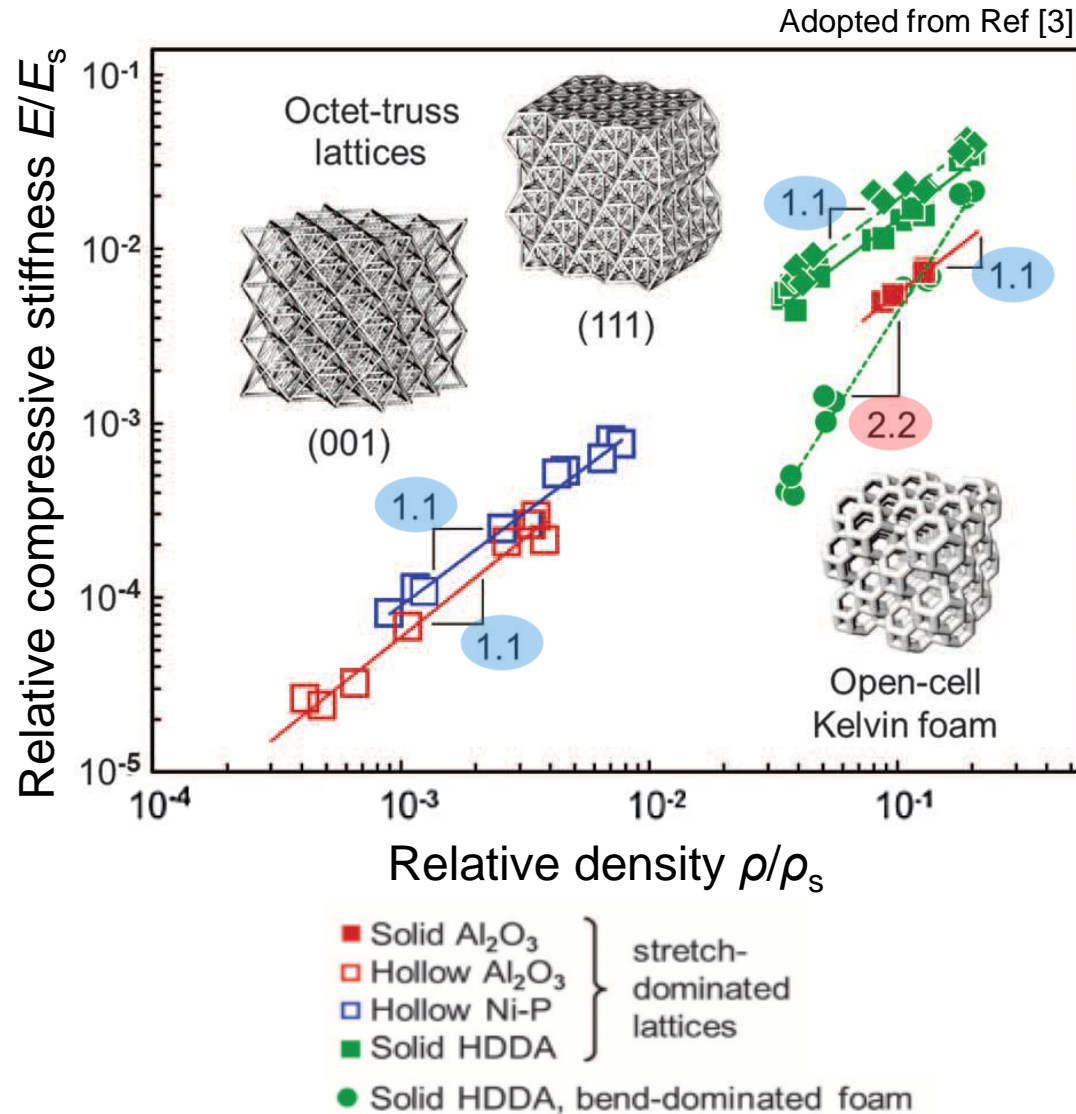 Adopted from Ref [3]
Relative compressive stiffness E/Eₛ
10⁻¹
10⁻²
10⁻³
10⁻⁴
10⁻⁵
Octet-truss
lattices
(111)
(001)
1.1
1.1
2.2
1.1
1.1
Open-cell
Kelvin foam
10⁻⁴
10⁻³
10⁻²
10⁻¹
Relative density ρ/ρₛ
Solid Al₂O₃
Hollow Al₂O₃
Hollow Ni-P
Solid HDDA
stretch-
dominated
lattices
Solid HDDA, bend-dominated foam